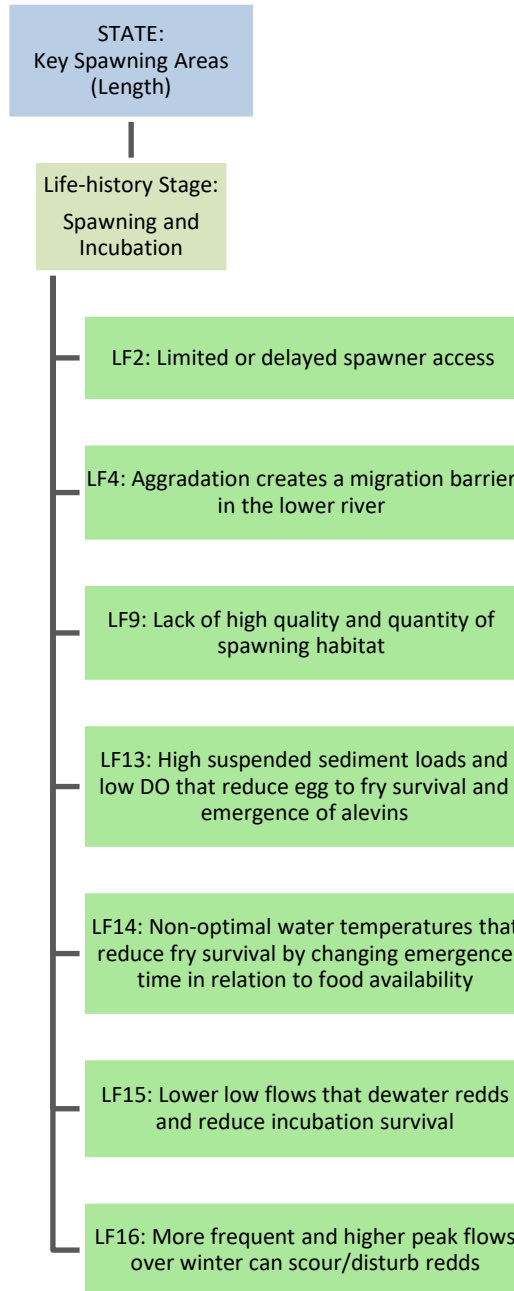 STATE:
Key Spawning Areas
(Length)
Life-history Stage:
Spawning and
Incubation
LF2: Limited or delayed spawner access
LF4: Aggradation creates a migration barrier
in the lower river
LF9: Lack of high quality and quantity of
spawning habitat
LF13: High suspended sediment loads and
low DO that reduce egg to fry survival and
emergence of alevins
LF14: Non-optimal water temperatures that
reduce fry survival by changing emergence
time in relation to food availability
LF15: Lower low flows that dewater redds
and reduce incubation survival
LF16: More frequent and higher peak flows
over winter can scour/disturb redds